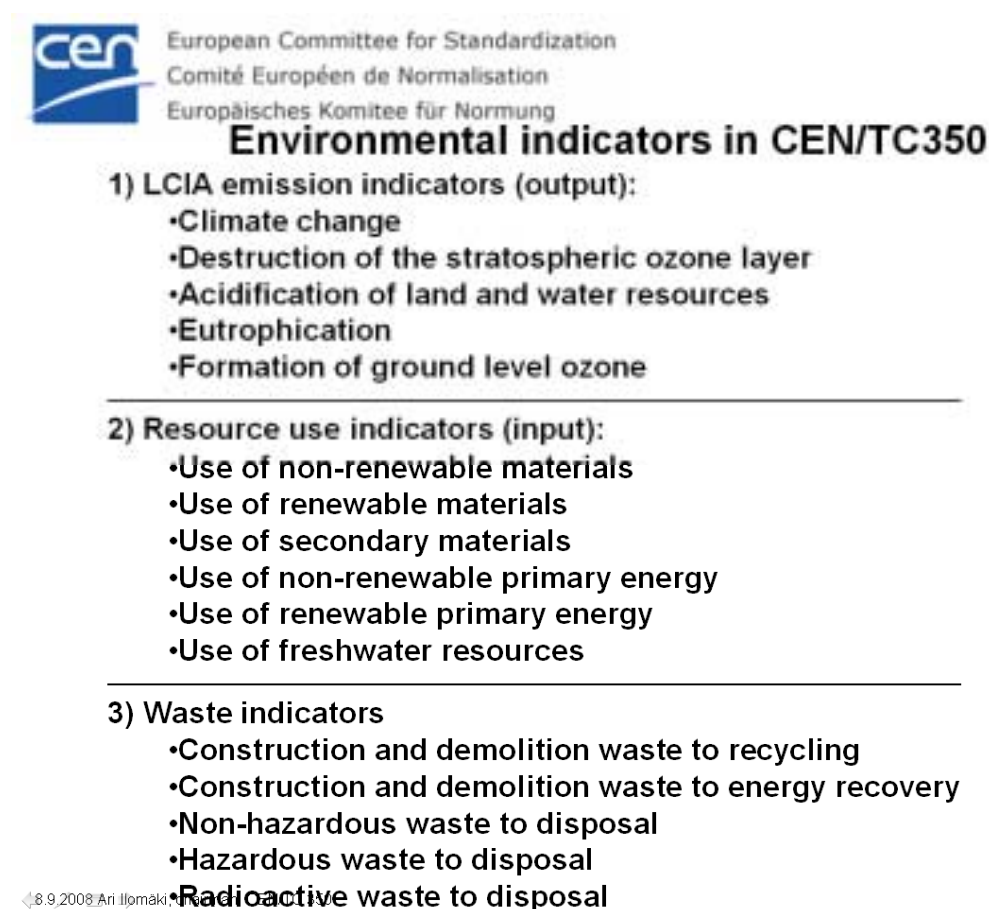 cen
European Committee for Standardization
Comité Européen de Normalisation
Europäisches Komitee für Normung
Environmental indicators in CEN/TC350
1) LCIA emission indicators (output):
•Climate change
•Destruction of the stratospheric ozone layer
•Acidification of land and water resources
•Eutrophication
•Formation of ground level ozone
2) Resource use indicators (input):
•Use of non-renewable materials
•Use of renewable materials
•Use of secondary materials
•Use of non-renewable primary energy
•Use of renewable primary energy
•Use of freshwater resources
3) Waste indicators
•Construction and demolition waste to recycling
•Construction and demolition waste to energy recovery
•Non-hazardous waste to disposal
•Hazardous waste to disposal
•Radioactive waste to disposal
8.9.2008 Ari Ilomäki,